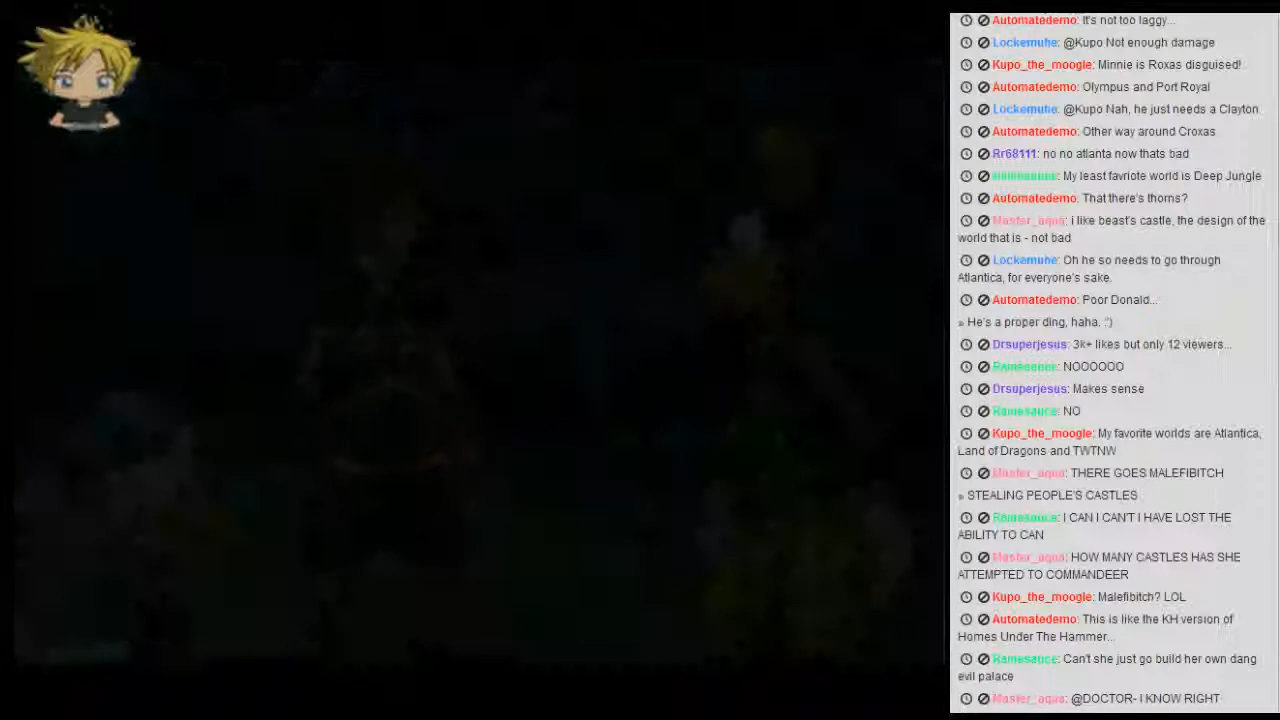 Automatedemo: It's not too laggy...
Lockemuhe: @Kupo Not enough damage
Kupo_the_moogle: Minnie is Roxas disguised!
Automatedemo: Olympus and Port Royal
Lockemuhe: @Kupo Nah, he just needs a Clayton
Automatedemo: Other way around Croxas
Rr68111: no no atlanta now thats bad
Ramesauce: My least favriote world is Deep Jungle
Automatedemo: That there's thorns?
Master_aqua: i like beast's castle, the design of the
world that is - not bad
Lockemuhe: Oh he so needs to go through
Atlantica, for everyone's sake.
Automatedemo: Poor Donald...
» He's a proper ding, haha. :')
Drsuperjesus: 3k+ likes but only 12 viewers...
Ramesauce: NOOOOOO
Drsuperjesus: Makes sense
Ramesauce: NO
Kupo_the_moogle: My favorite worlds are Atlantica,
Land of Dragons and TWTNW
Master_aqua: THERE GOES MALEFIBITCH
» STEALING PEOPLE'S CASTLES
Ramesauce: I CAN I CAN'T I HAVE LOST THE
ABILITY TO CAN
Master_aqua: HOW MANY CASTLES HAS SHE
ATTEMPTED TO COMMANDEER
Kupo_the_moogle: Malefibitch? LOL
Automatedemo: This is like the KH version of
Homes Under The Hammer...
Ramesauce: Can't she just go build her own dang
evil palace
Master_aqua: @DOCTOR- I KNOW RIGHT